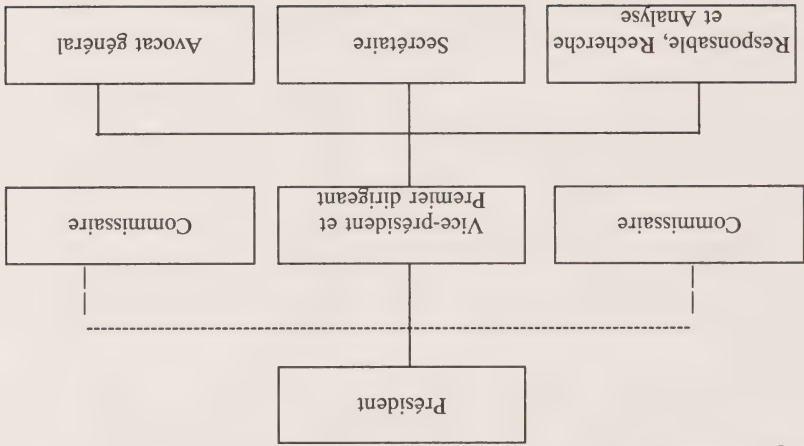 Président
Commissaire
Vice-président et
Premier dirigeant
Commissaire
Responsable, Recherche
et Analyse
Secrétaire
Avocat général